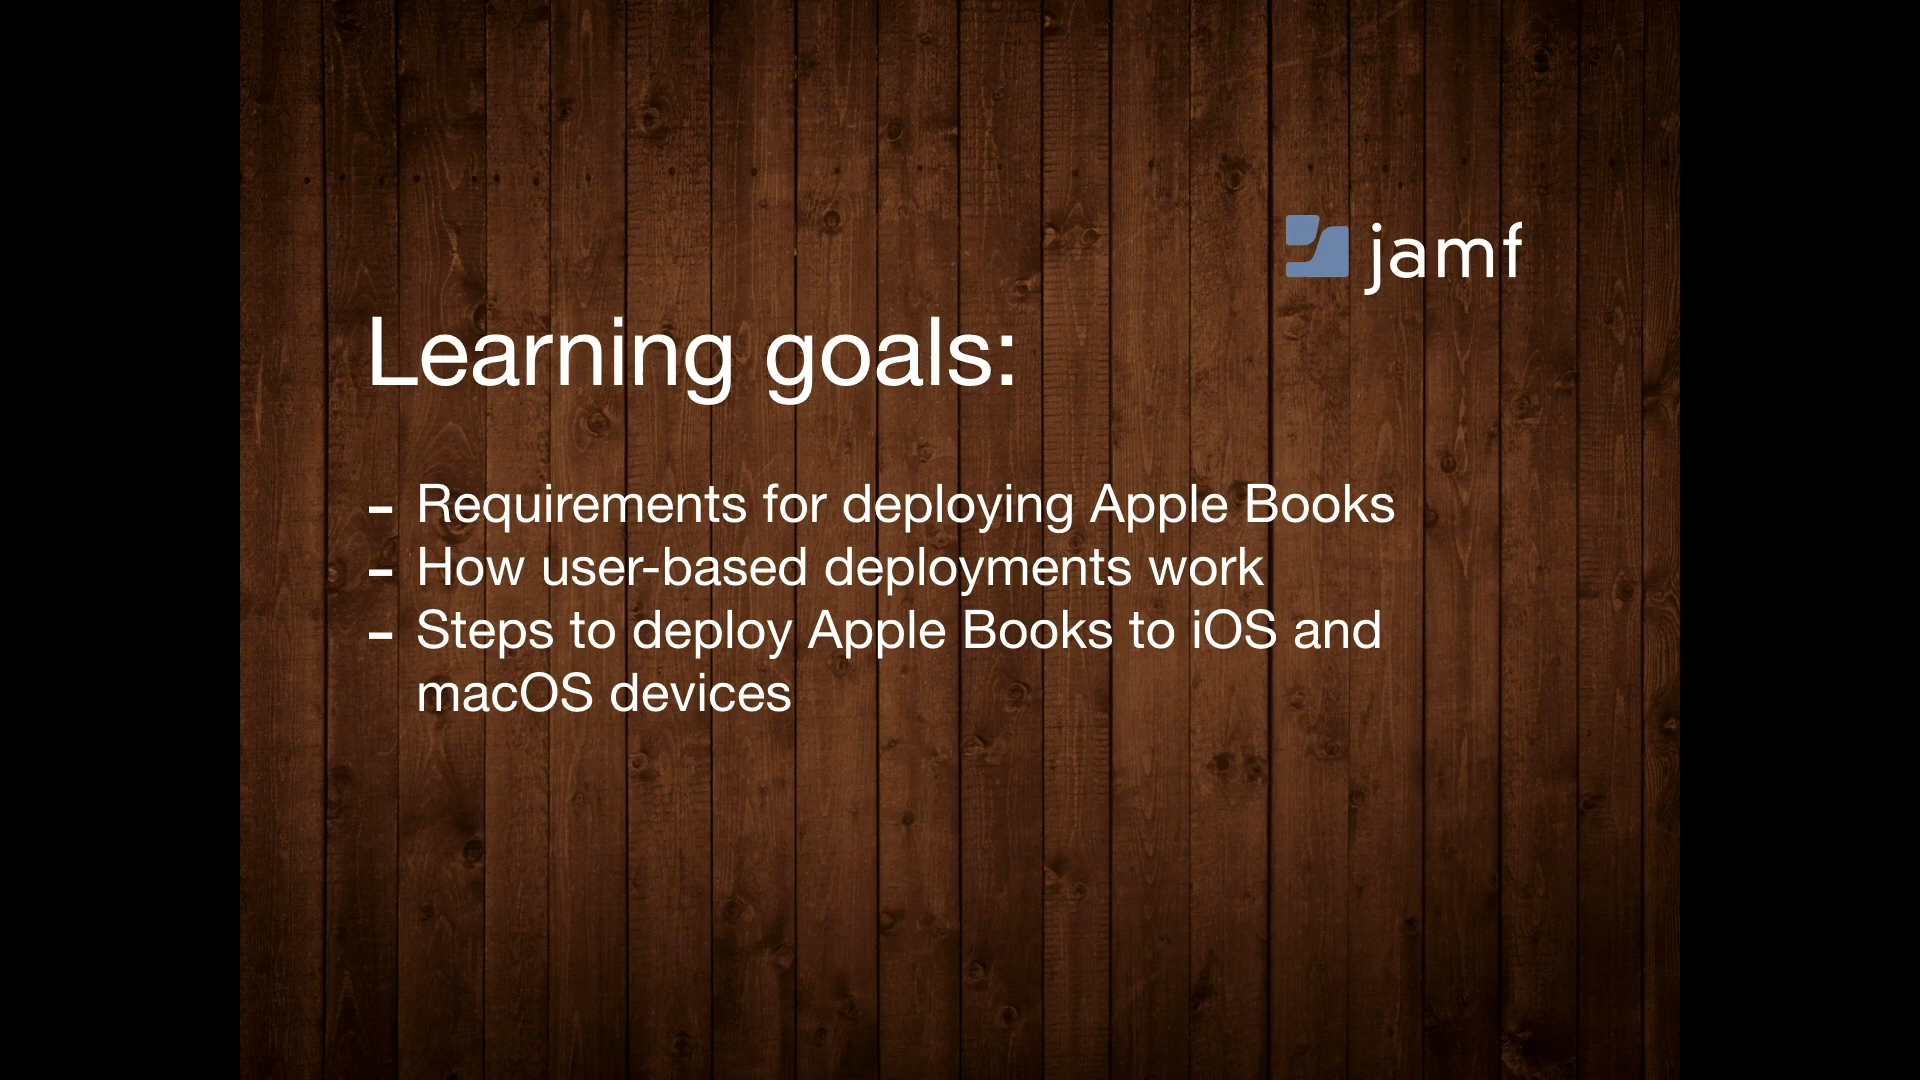 jamf
Learning goals:
- Requirements for deploying Apple Books
- How user-based deployments work
- Steps to deploy Apple Books to iOS and
macOS devices